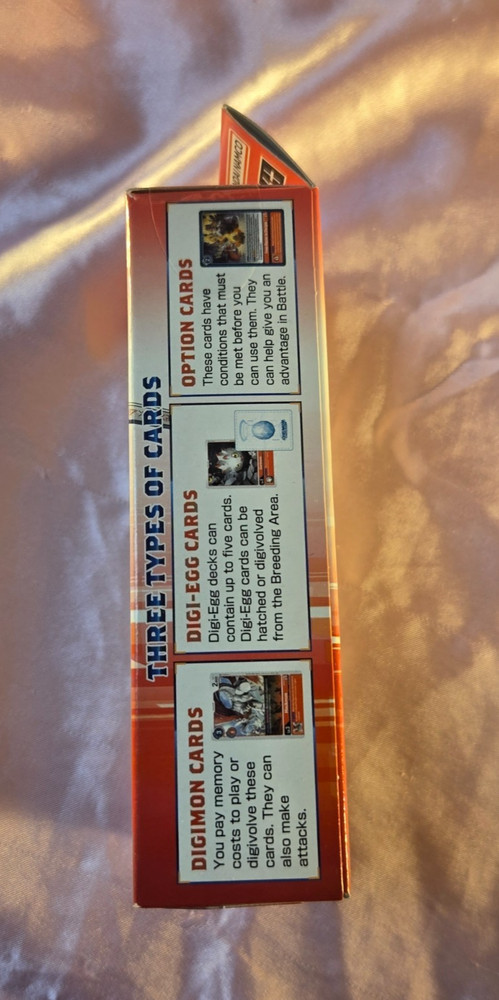 THREE TYPES OF CARDS
DIGIMON CARDS
You pay memory
costs to play or
digivolve these
cards. They can
also make
attacks.
DIGI-EGG CARDS
Digi-Egg decks can
contain up to five cards.
Digi-Egg cards can be
hatched or digivolved
from the Breeding Area.
OPTION CARDS
These cards have
conditions that must
be met before you
can use them. They
can help give you an
advantage in Battle.